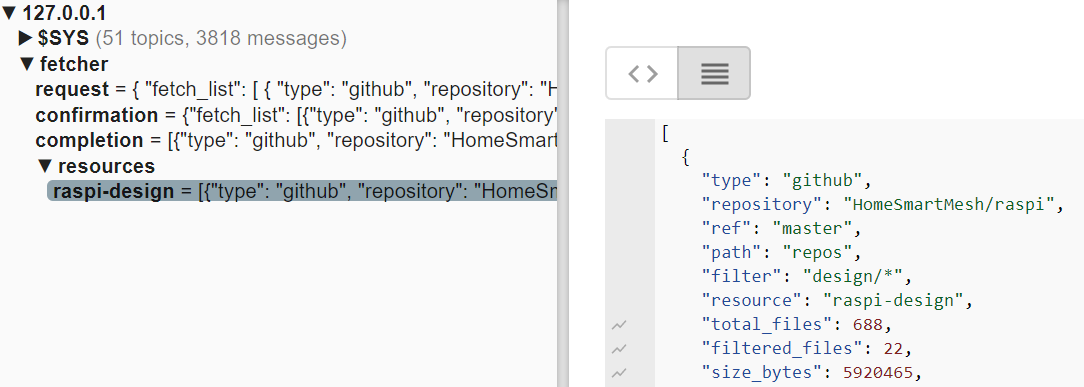 ▼ 127.0.0.1
▶ $SYS (51 topics, 3818 messages)
▼ fetcher
request = { "fetch_list": [ { "type": "github", "repository": "H
confirmation = {"fetch_list": [{"type": "github", "repository"
completion = [{"type": "github", "repository": "HomeSmart
▼ resources
raspi-design = [{"type": "github", "repository": "HomeSm
<>
[
{
"type": "github",
"repository": "HomeSmartMesh/raspi",
"ref": "master",
"path": "repos",
"filter": "design/*",
"resource": "raspi-design",
"total_files": 688,
"filtered_files": 22,
"size_bytes": 5920465,